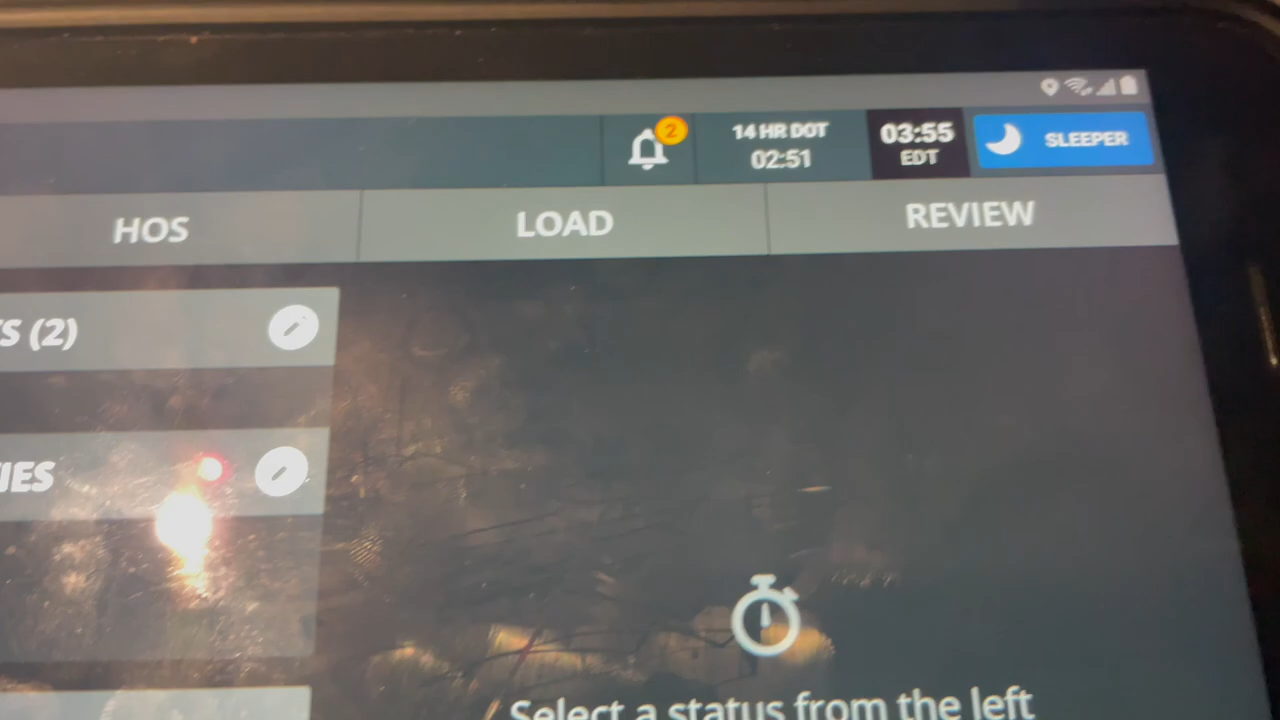 2
14 HR DOT
02:51
03:55
EDT
SLEEPER
HOS
LOAD
REVIEW
(2)
Select a status from the left